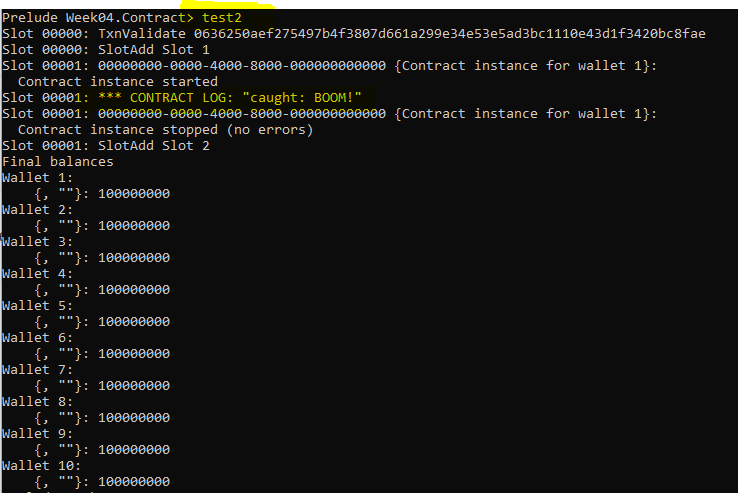 Prelude Week04.Contract> test2
Slot 00000: TxnValidate 0636250aef275497b4f3807d661a299e34e53e5ad3bc1110e43d1f3420bc8fae
Slot 00000: SlotAdd Slot 1
Slot 00001: 00000000-0000-4000-8000-000000000000 {Contract instance for wallet 1}:
Contract instance started
Slot 00001: *** CONTRACT LOG: "caught: BOOM!"
Slot 00001: 00000000-0000-4000-8000-000000000000 {Contract instance for wallet 1}:
Contract instance stopped (no errors)
Slot 00001: SlotAdd Slot 2
Final balances
Wallet 1:
{, ""}: 100000000
Wallet 2:
{, ""}: 100000000
Wallet 3:
{, ""}: 100000000
Wallet 4:
{, ""}: 100000000
Wallet 5:
{, ""}: 100000000
Wallet 6:
{, ""}: 100000000
Wallet 7:
{, ""}: 100000000
Wallet 8:
{, ""}: 100000000
Wallet 9:
{, ""}: 100000000
Wallet 10:
{, ""}: 100000000